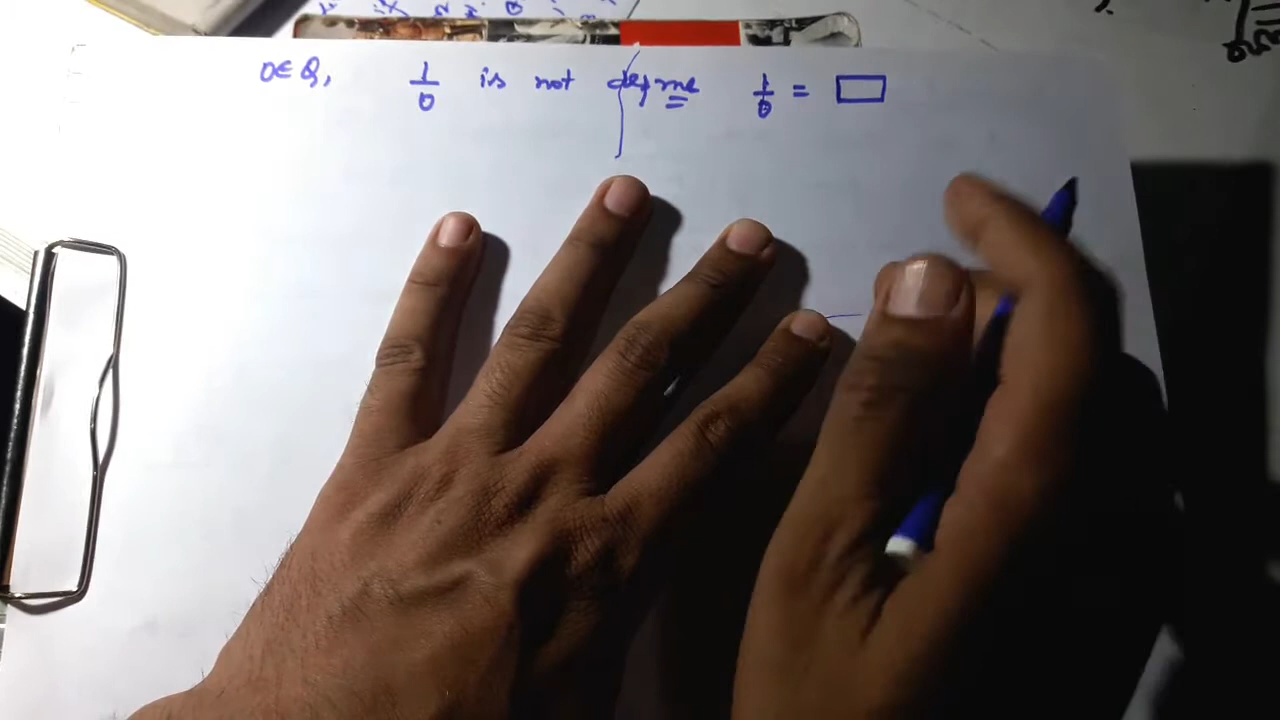 0 ∈ Q, 1/0 is not define 1/0 = □